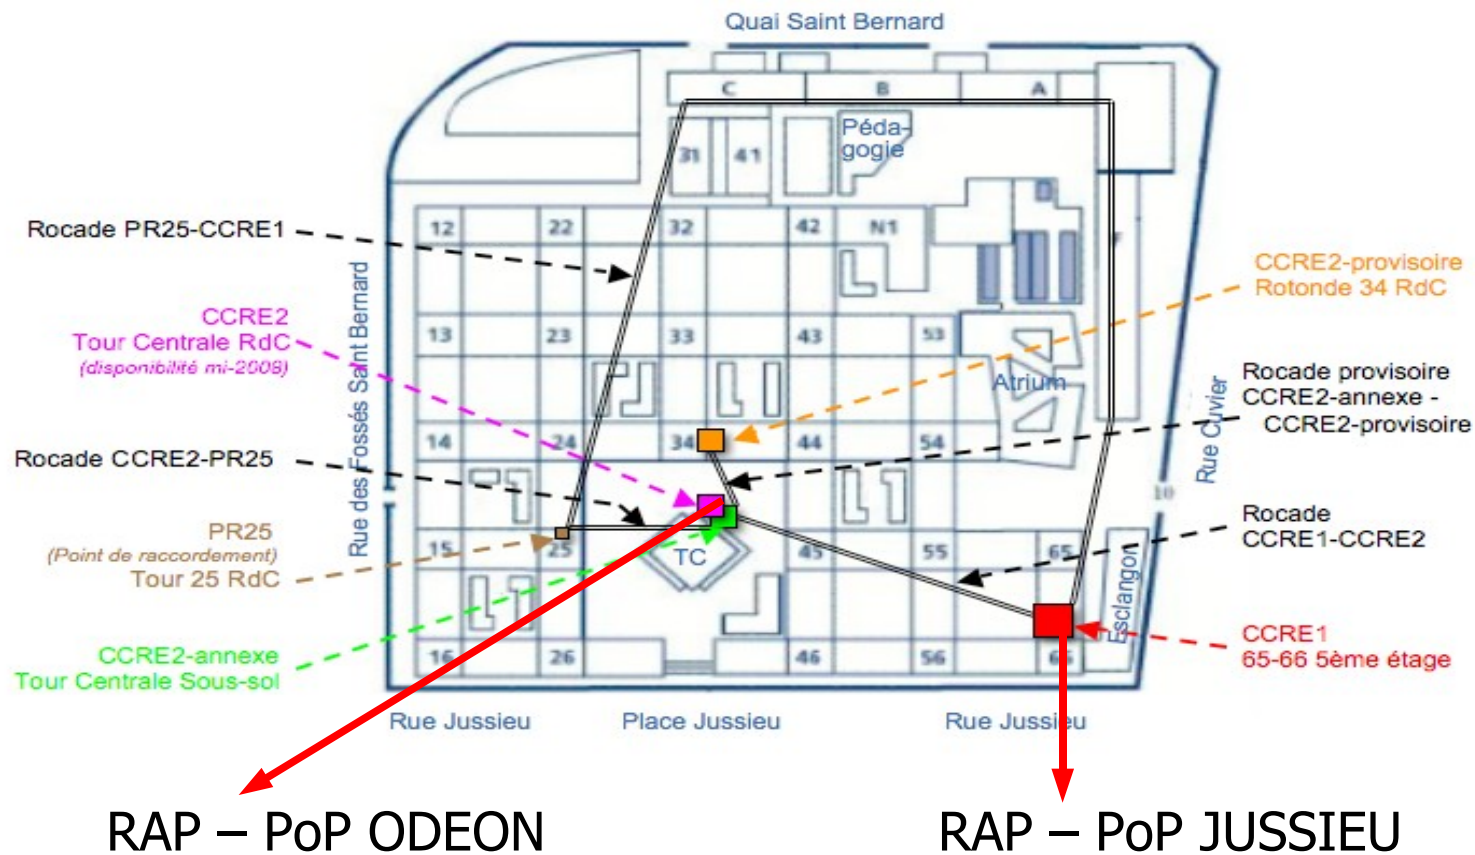 Quai Saint Bernard
C
B
A
Péda-
gogie
31
41
Rocade PR25-CCRE1
12
22
32
42
N1
F
CCRE2-provisoire
Rotonde 34 RdC
Rue des Fossés Saint Bernard
CCRE2
Tour Centrale RdC
(disponibilité mi-2008)
13
23
33
43
53
Atrium
Rue Cuvier
Rocade provisoire
CCRE2-annexe -
CCRE2-provisoire
14
24
34
44
54
Rocade CCRE2-PR25
10
Rocade
CCRE1-CCRE2
PR25
(Point de raccordement)
Tour 25 RdC
15
25
TC
45
55
65
Esclangon
CCRE1
65-66 5ème étage
CCRE2-annexe
Tour Centrale Sous-sol
16
26
46
56
66
Rue Jussieu
Place Jussieu
Rue Jussieu
RAP – PoP ODEON
RAP – PoP JUSSIEU